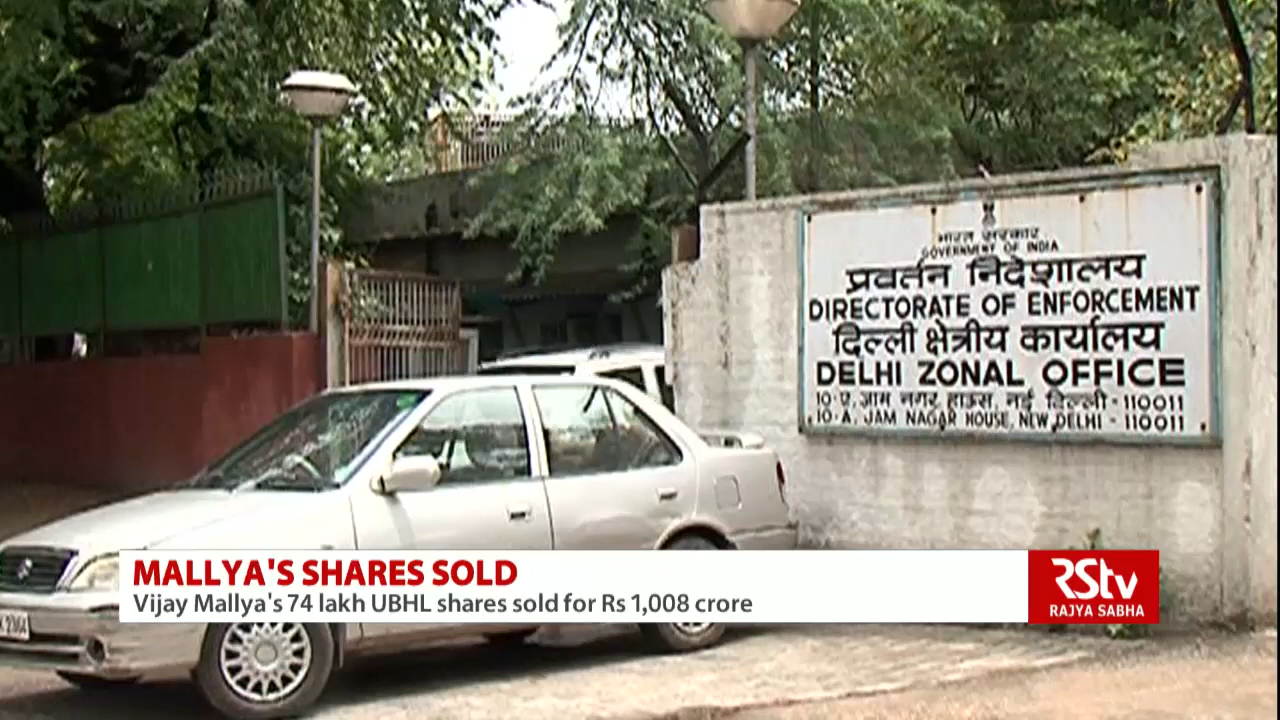 भारत सरकार
GOVERNMENT OF INDIA
प्रवर्तन निदेशालय
DIRECTORATE OF ENFORCEMENT
दिल्ली क्षेत्रीय कार्यालय
DELHI ZONAL OFFICE
10-ए, जाम नगर हाऊस, नई दिल्ली - 110011
10-A, JAM NAGAR HOUSE, NEW DELHI - 110011
MALLYA'S SHARES SOLD
Vijay Mallya's 74 lakh UBHL shares sold for Rs 1,008 crore
RStv
RAJYA SABHA